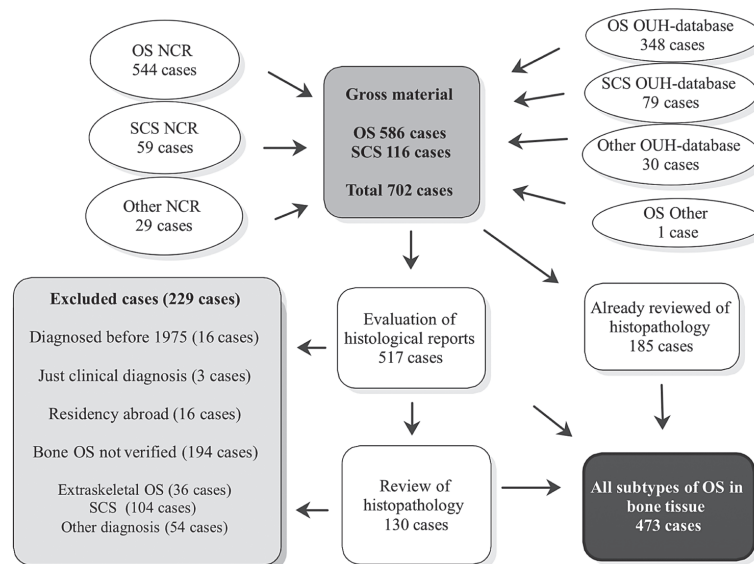 OS NCR
544 cases
SCS NCR
59 cases
Other NCR
29 cases
Gross material
OS 586 cases
SCS 116 cases
Total 702 cases
OS OUH-database
348 cases
SCS OUH-database
79 cases
Other OUH-database
30 cases
OS Other
1 case
Excluded cases (229 cases)
Diagnosed before 1975 (16 cases)
Just clinical diagnosis (3 cases)
Residency abroad (16 cases)
Bone OS not verified (194 cases)
Extraskeletal OS (36 cases)
SCS (104 cases)
Other diagnosis (54 cases)
Evaluation of
histological reports
517 cases
Already reviewed of
histopathology
185 cases
Review of
histopathology
130 cases
All subtypes of OS in
bone tissue
473 cases